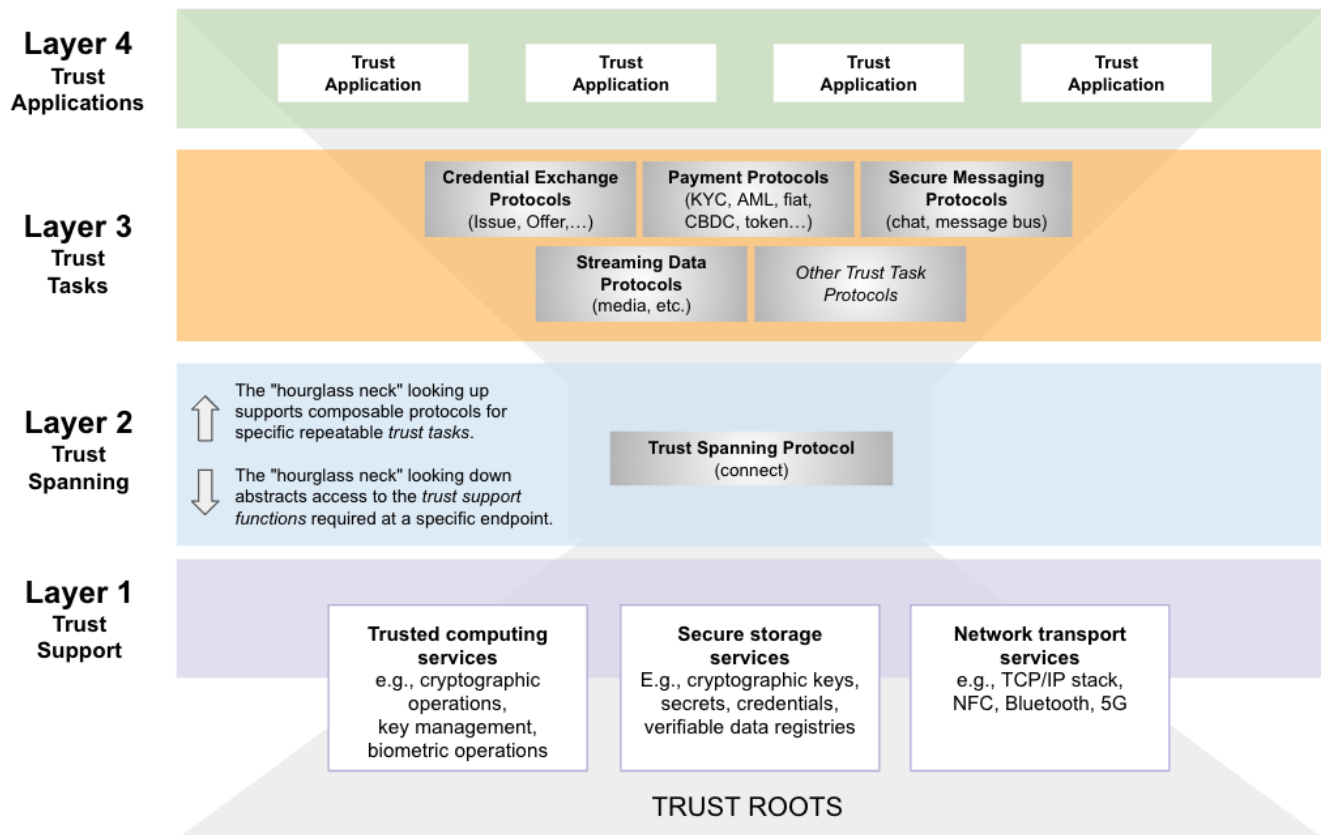 Layer 4
Trust
Applications
Trust
Application
Trust
Application
Trust
Application
Trust
Application
Layer 3
Trust
Tasks
Credential Exchange
Protocols
(Issue, Offer,…)
Payment Protocols
(KYC, AML, fiat,
CBDC, token…)
Secure Messaging
Protocols
(chat, message bus)
Streaming Data
Protocols
(media, etc.)
Other Trust Task
Protocols
Layer 2
Trust
Spanning
The "hourglass neck" looking up
supports composable protocols for
specific repeatable trust tasks.
The "hourglass neck" looking down
abstracts access to the trust support
functions required at a specific endpoint.
Trust Spanning Protocol
(connect)
Layer 1
Trust
Support
Trusted computing
services
e.g., cryptographic
operations,
key management,
biometric operations
Secure storage
services
E.g., cryptographic keys,
secrets, credentials,
verifiable data registries
Network transport
services
e.g., TCP/IP stack,
NFC, Bluetooth, 5G
TRUST ROOTS